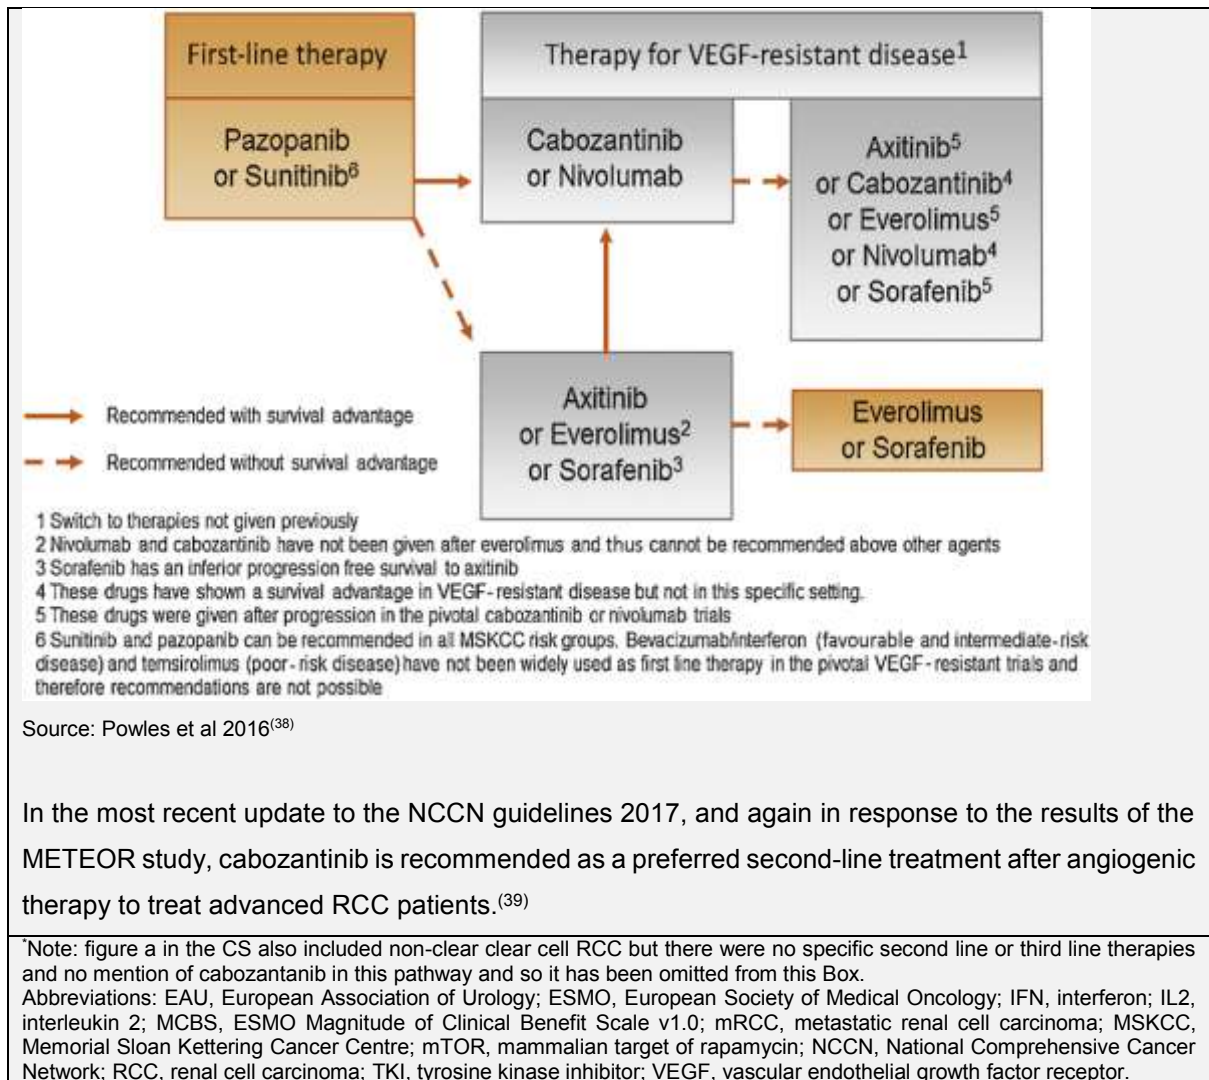 First-line therapy
Therapy for VEGF-resistant disease1
Pazopanib
or Sunitinib6
Cabozantinib
or Nivolumab
Axitinib5
or Cabozantinib4
or Everolimus5
or Nivolumab4
or Sorafenib5
Axitinib
or Everolimus2
or Sorafenib3
Everolimus
or Sorafenib
Recommended with survival advantage
Recommended without survival advantage
1 Switch to therapies not given previously
2 Nivolumab and cabozantinib have not been given after everolimus and thus cannot be recommended above other agents
3 Sorafenib has an inferior progression free survival to axitinib
4 These drugs have shown a survival advantage in VEGF- resistant disease but not in this specific setting.
5 These drugs were given after progression in the pivotal cabozantinib or nivolumab trials
6 Sunitinib and pazopanib can be recommended in all MSKCC risk groups. Bevacizumab/interferon (favourable and intermediate-risk
disease) and temsirolimus (poor-risk disease) have not been widely used as first line therapy in the pivotal VEGF-resistant trials and
therefore recommendations are not possible
Source: Powles et al 2016(38)
In the most recent update to the NCCN guidelines 2017, and again in response to the results of the
METEOR study, cabozantinib is recommended as a preferred second-line treatment after angiogenic
therapy to treat advanced RCC patients.(39)
*Note: figure a in the CS also included non-clear clear cell RCC but there were no specific second line or third line therapies
and no mention of cabozantanib in this pathway and so it has been omitted from this Box.
Abbreviations: EAU, European Association of Urology; ESMO, European Society of Medical Oncology; IFN, interferon; IL2,
interleukin 2; MCBS, ESMO Magnitude of Clinical Benefit Scale v1.0; mRCC, metastatic renal cell carcinoma; MSKCC,
Memorial Sloan Kettering Cancer Centre; mTOR, mammalian target of rapamycin; NCCN, National Comprehensive Cancer
Network; RCC, renal cell carcinoma; TKI, tyrosine kinase inhibitor; VEGF, vascular endothelial growth factor receptor.